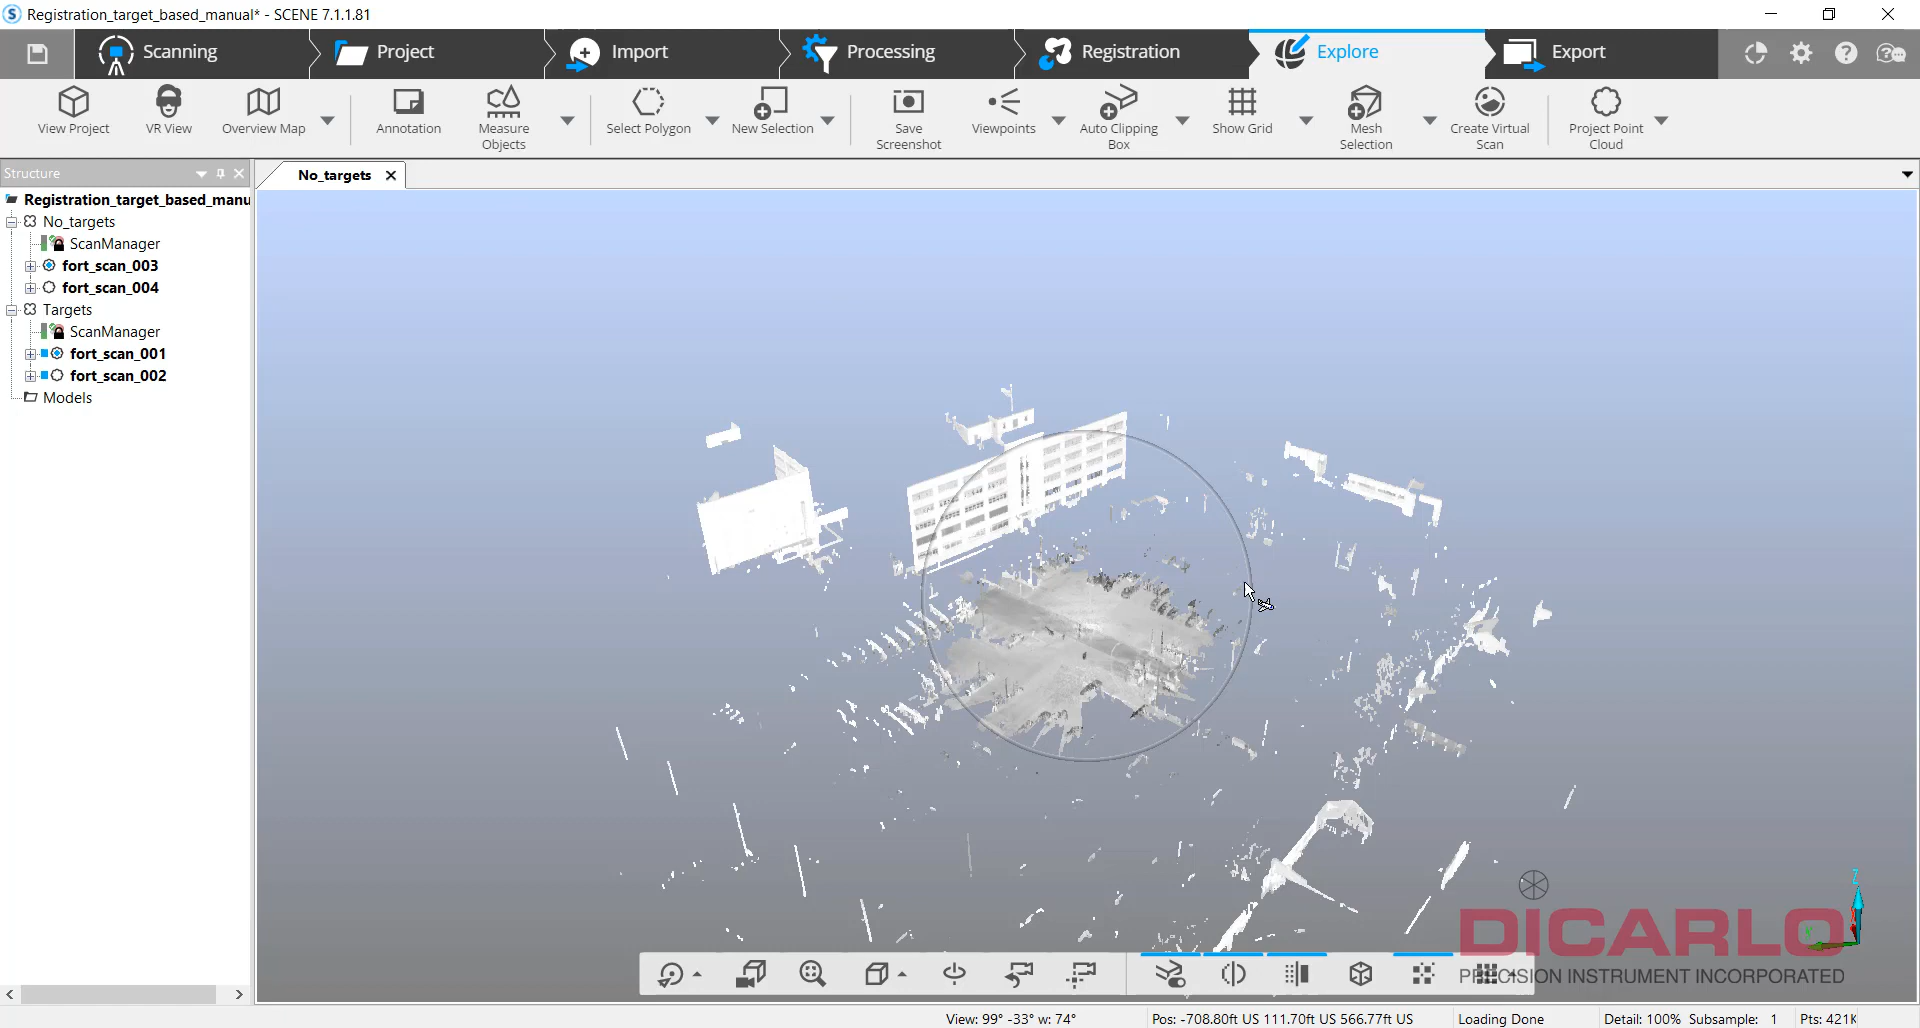 Registration_target_based_manual* - SCENE 7.1.1.81
Scanning
Project
Import
Processing
Registration
Explore
Export
View Project
VR View
Overview Map
Annotation
Measure
Objects
Select Polygon
New Selection
Save
Screenshot
Viewpoints
Auto Clipping
Box
Show Grid
Mesh
Selection
Create Virtual
Scan
Project Point
Cloud
Structure
No_targets
Registration_target_based_manu
No_targets
ScanManager
fort_scan_003
fort_scan_004
Targets
ScanManager
fort_scan_001
fort_scan_002
Models
Z
y
DICARLO
PRECISION INSTRUMENT INCORPORATED
View: 99° -33° w: 74°
Pos: -708.80ft US 111.70ft US 566.77ft US
Loading Done
Detail: 100%
Subsample: 1
Pts: 421K